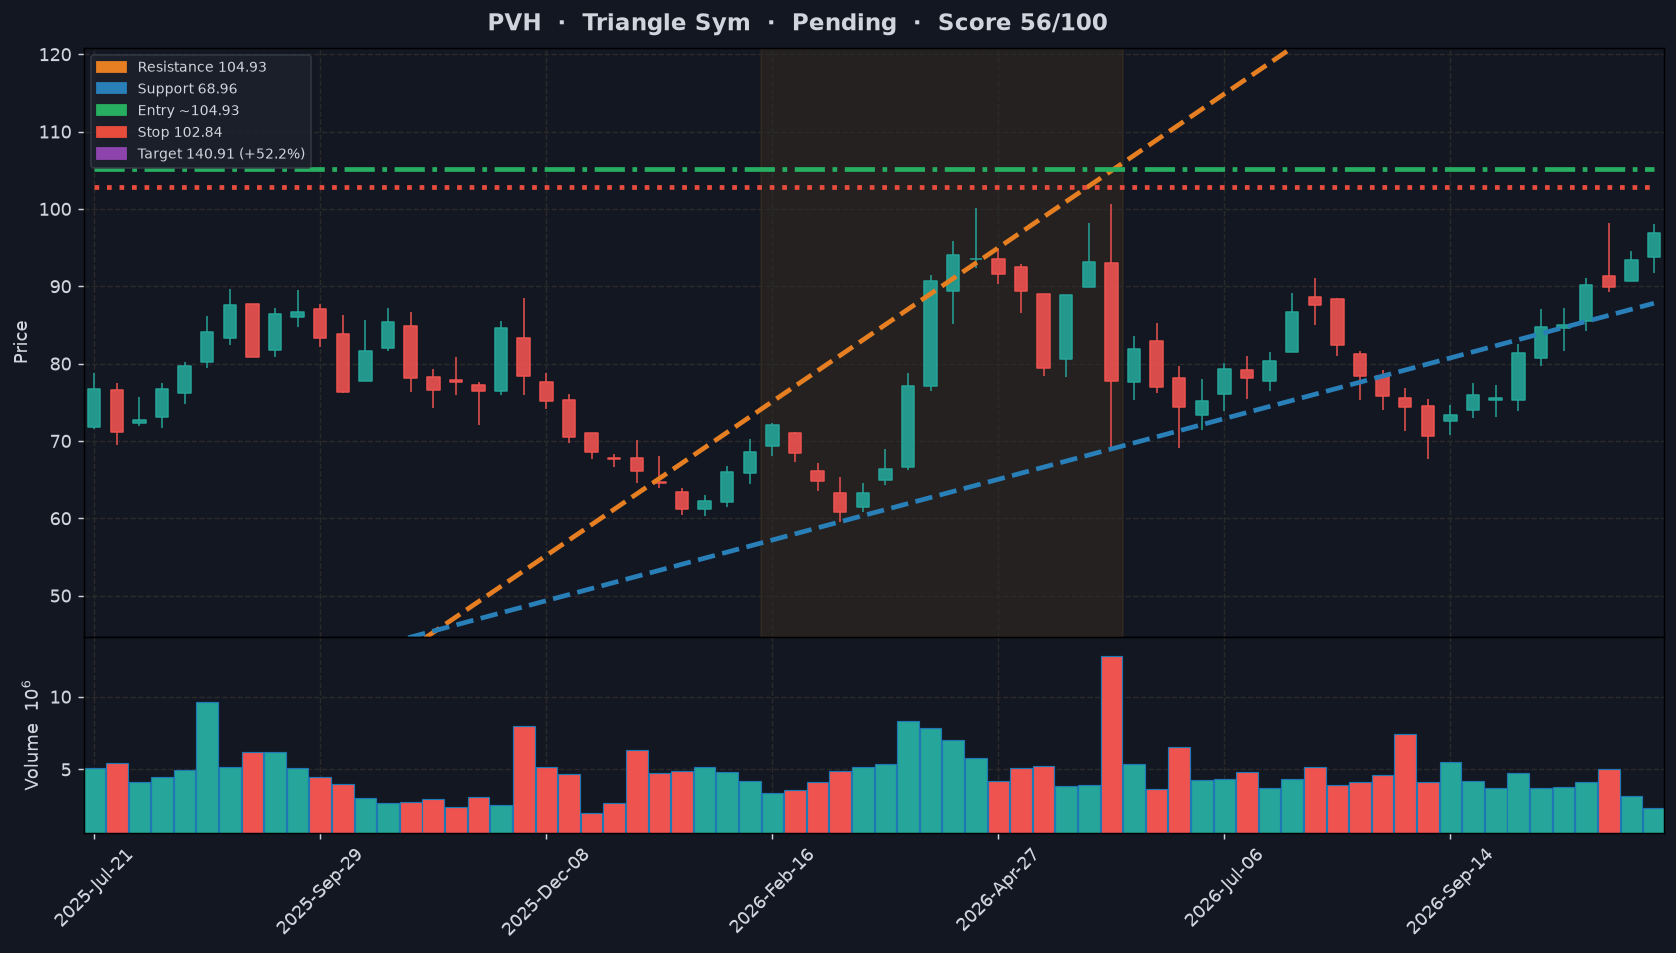 PVH · Triangle Sym · Pending · Score 56/100
Resistance 104.93
Support 68.96
Entry ~104.93
Stop 102.84
Target 140.91 (+52.2%)
Price
120
110
100
90
80
70
60
50
Volume 10⁶
10
5
2025-Jul-21
2025-Sep-29
2025-Dec-08
2026-Feb-16
2026-Apr-27
2026-Jul-06
2026-Sep-14